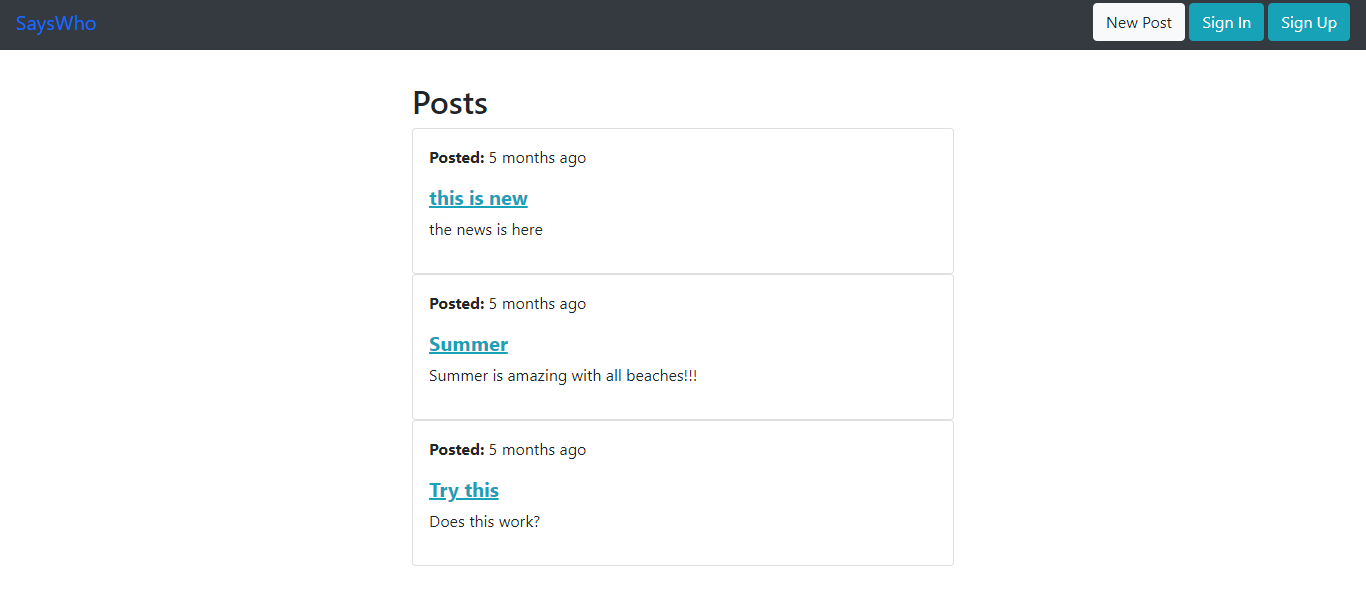 SaysWho
New Post Sign In Sign Up
Posts
Posted: 5 months ago
this is new
the news is here
Posted: 5 months ago
Summer
Summer is amazing with all beaches!!!
Posted: 5 months ago
Try this
Does this work?